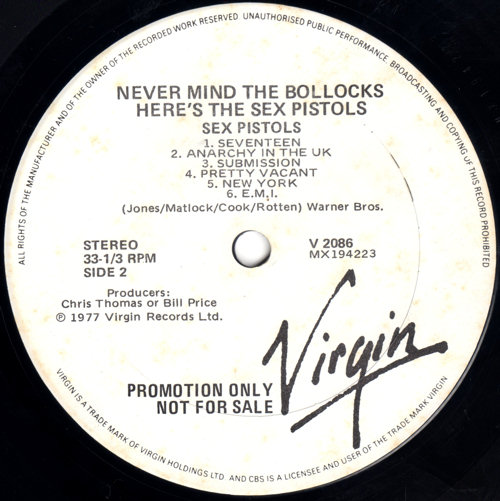 ALL RIGHTS OF THE MANUFACTURER AND OF THE OWNER OF THE RECORDED WORK RESERVED UNAUTHORISED PUBLIC PERFORMANCE, BROADCASTING AND COPYING OF THIS RECORD PROHIBITED
NEVER MIND THE BOLLOCKS
HERE'S THE SEX PISTOLS
SEX PISTOLS
1. SEVENTEEN
2. ANARCHY IN THE UK
3. SUBMISSION
4. PRETTY VACANT
5. NEW YORK
6. E.M.I.
(Jones/Matlock/Cook/Rotten) Warner Bros.
STEREO
33-1/3 RPM
SIDE 2
V 2086
MX194223
Producers:
Chris Thomas or Bill Price
℗ 1977 Virgin Records Ltd.
Virgin
PROMOTION ONLY
NOT FOR SALE
VIRGIN IS A TRADE MARK OF VIRGIN HOLDINGS LTD. AND CBS IS A LICENSEE AND USER OF THE TRADE MARK VIRGIN